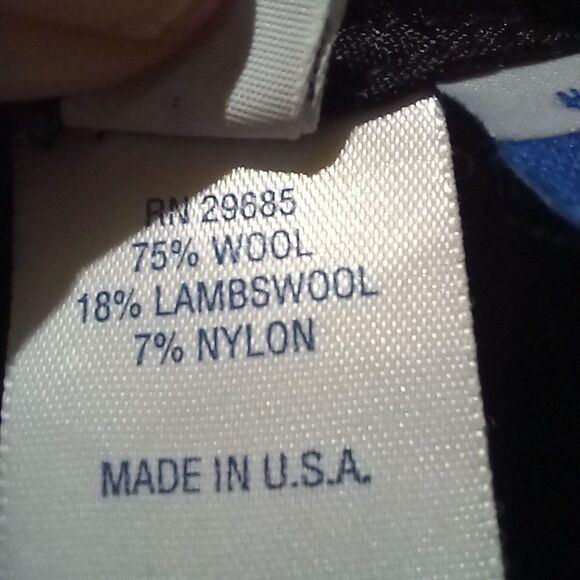 RN 29685
75% WOOL
18% LAMBSWOOL
7% NYLON
MADE IN U.S.A.